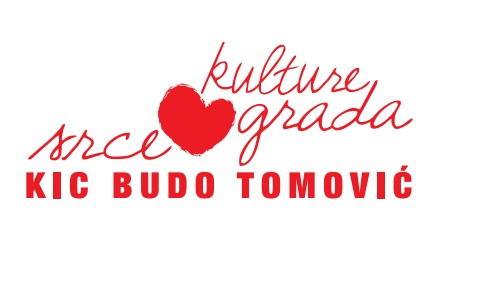 srce kulture
grada
KIC BUDO TOMOVIĆ